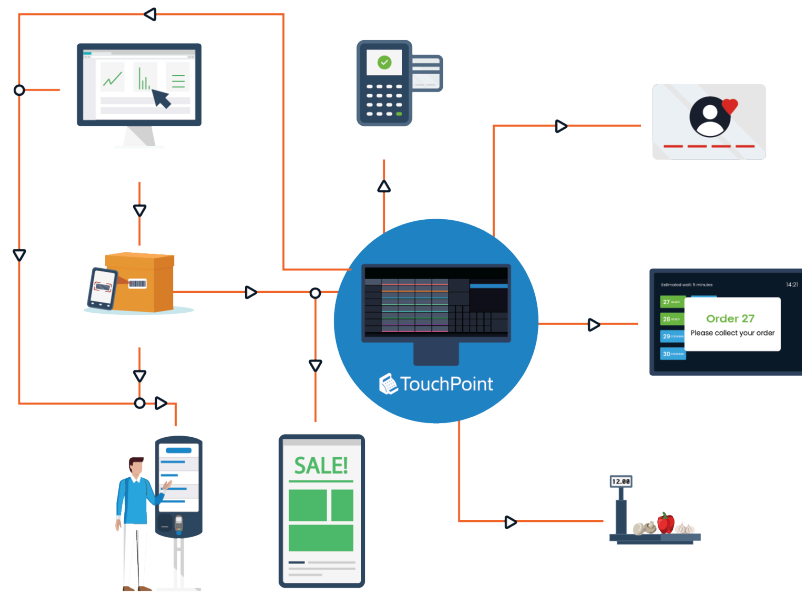 Estimated wait: 5 minutes
14:21
27
28
29
30
Order 27
Please collect your order
TouchPoint
SALE!
12.00